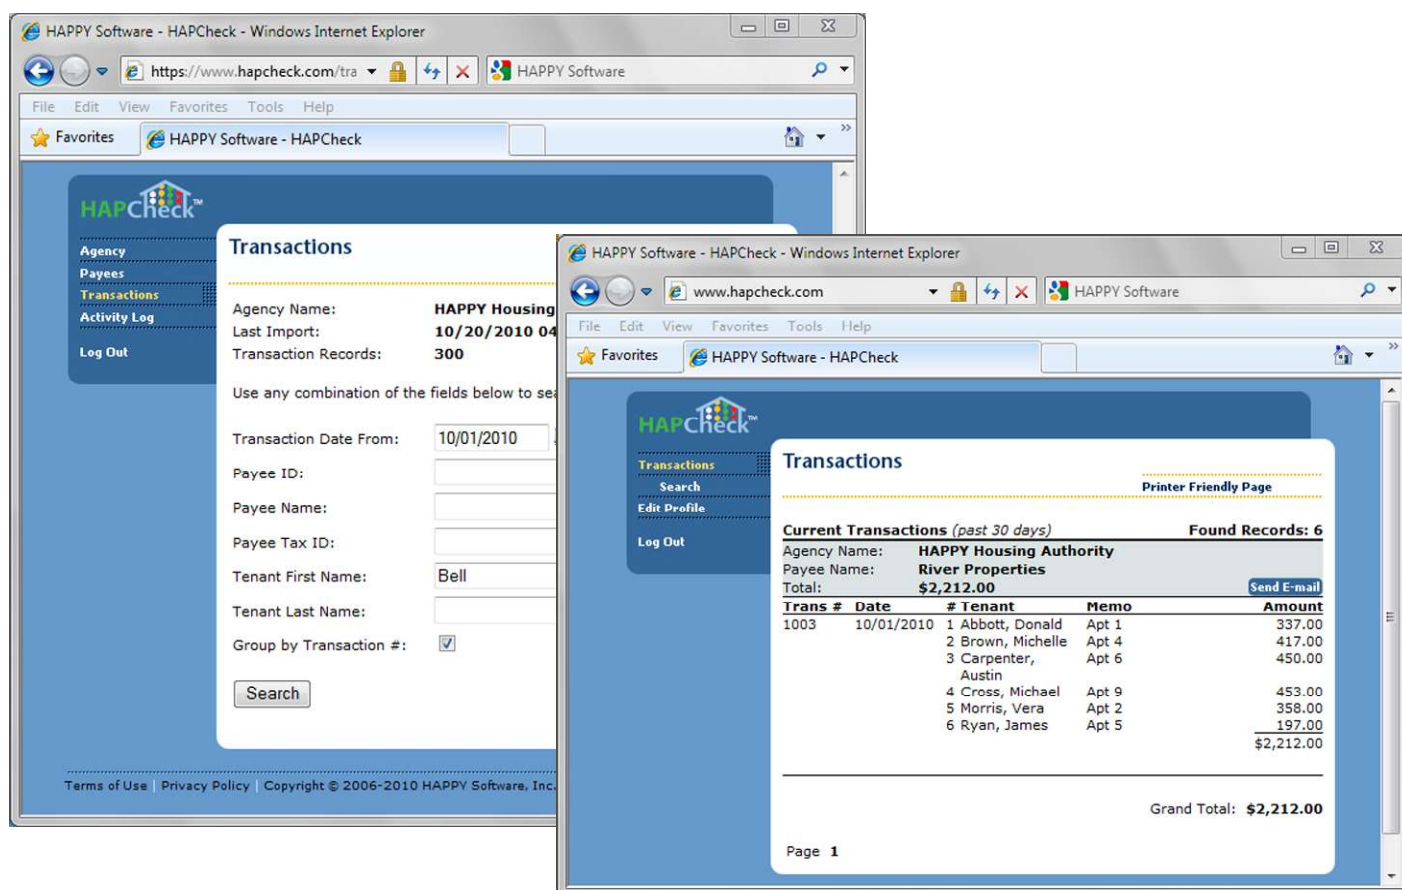 HAPPY Software - HAPCheck - Windows Internet Explorer
https://www.hapcheck.com/tra
HAPPY Software
File Edit View Favorites Tools Help
Favorites
HAPPY Software - HAPCheck
HAPCheck™
Agency
Payees
Transactions
Activity Log
Log Out
Transactions
Agency Name: HAPPY Housing
Last Import: 10/20/2010 04
Transaction Records: 300
Use any combination of the fields below to sea
Transaction Date From: 10/01/2010
Payee ID:
Payee Name:
Payee Tax ID:
Tenant First Name: Bell
Tenant Last Name:
Group by Transaction #:
Search
Terms of Use | Privacy Policy | Copyright © 2006-2010 HAPPY Software, Inc.
HAPPY Software - HAPCheck - Windows Internet Explorer
www.hapcheck.com
HAPPY Software
File Edit View Favorites Tools Help
Favorites
HAPPY Software - HAPCheck
HAPCheck™
Transactions
Search
Edit Profile
Log Out
Transactions
Printer Friendly Page
Current Transactions (past 30 days) Found Records: 6
Agency Name: HAPPY Housing Authority
Payee Name: River Properties
Total: $2,212.00 Send E-mail
Trans # Date # Tenant Memo Amount
1003 10/01/2010 1 Abbott, Donald Apt 1 337.00
2 Brown, Michelle Apt 4 417.00
3 Carpenter, Apt 6 450.00
Austin
4 Cross, Michael Apt 9 453.00
5 Morris, Vera Apt 2 358.00
6 Ryan, James Apt 5 197.00
$2,212.00
Grand Total: $2,212.00
Page 1